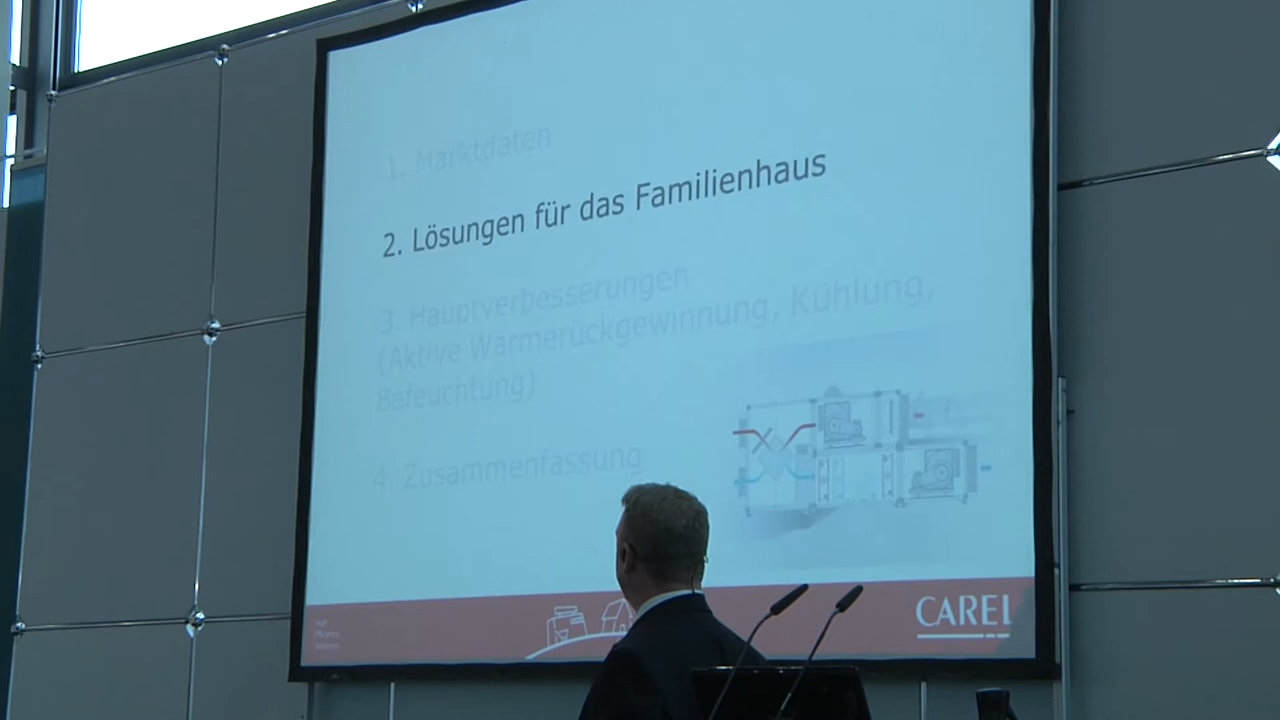 1. Marktdaten
2. Lösungen für das Familienhaus
3. Hauptverbesserungen
(Aktive Wärmerückgewinnung, Kühlung,
Befeuchtung)
4. Zusammenfassung
CAREL